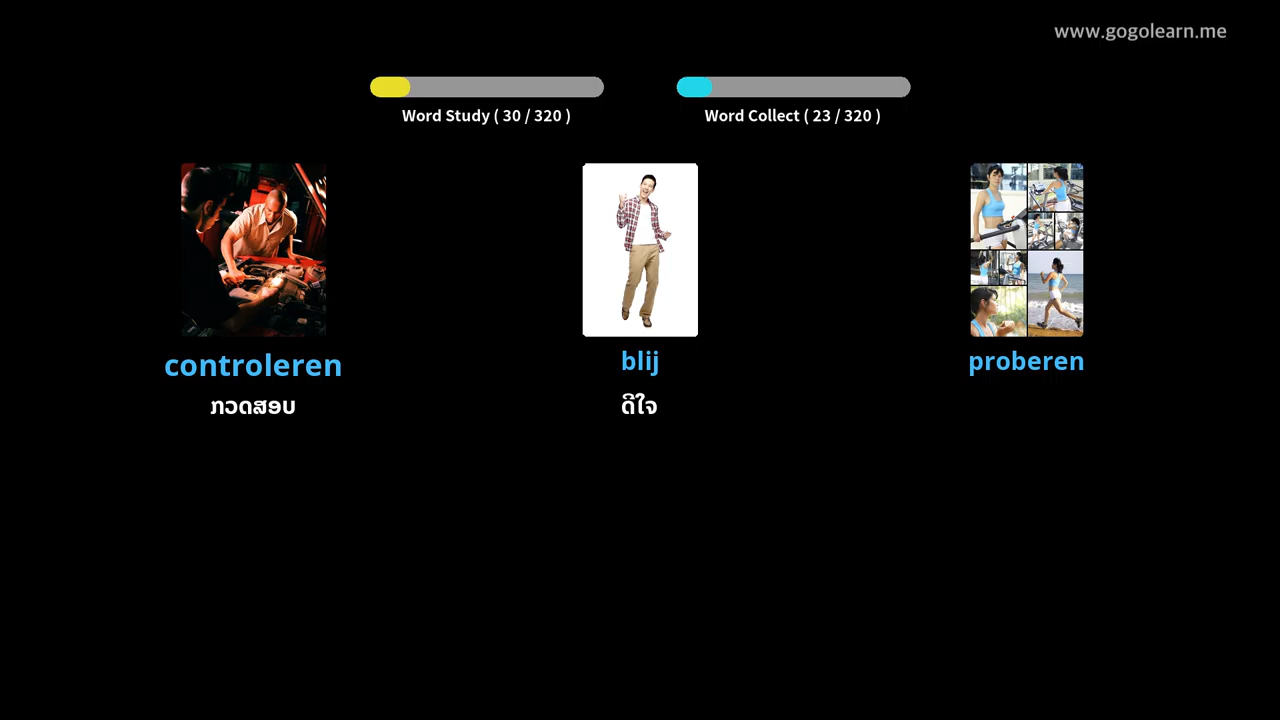 www.gogolearn.me
Word Study ( 30 / 320 )
Word Collect ( 23 / 320 )
controleren
ກວດສອບ
blij
ດີໃຈ
proberen